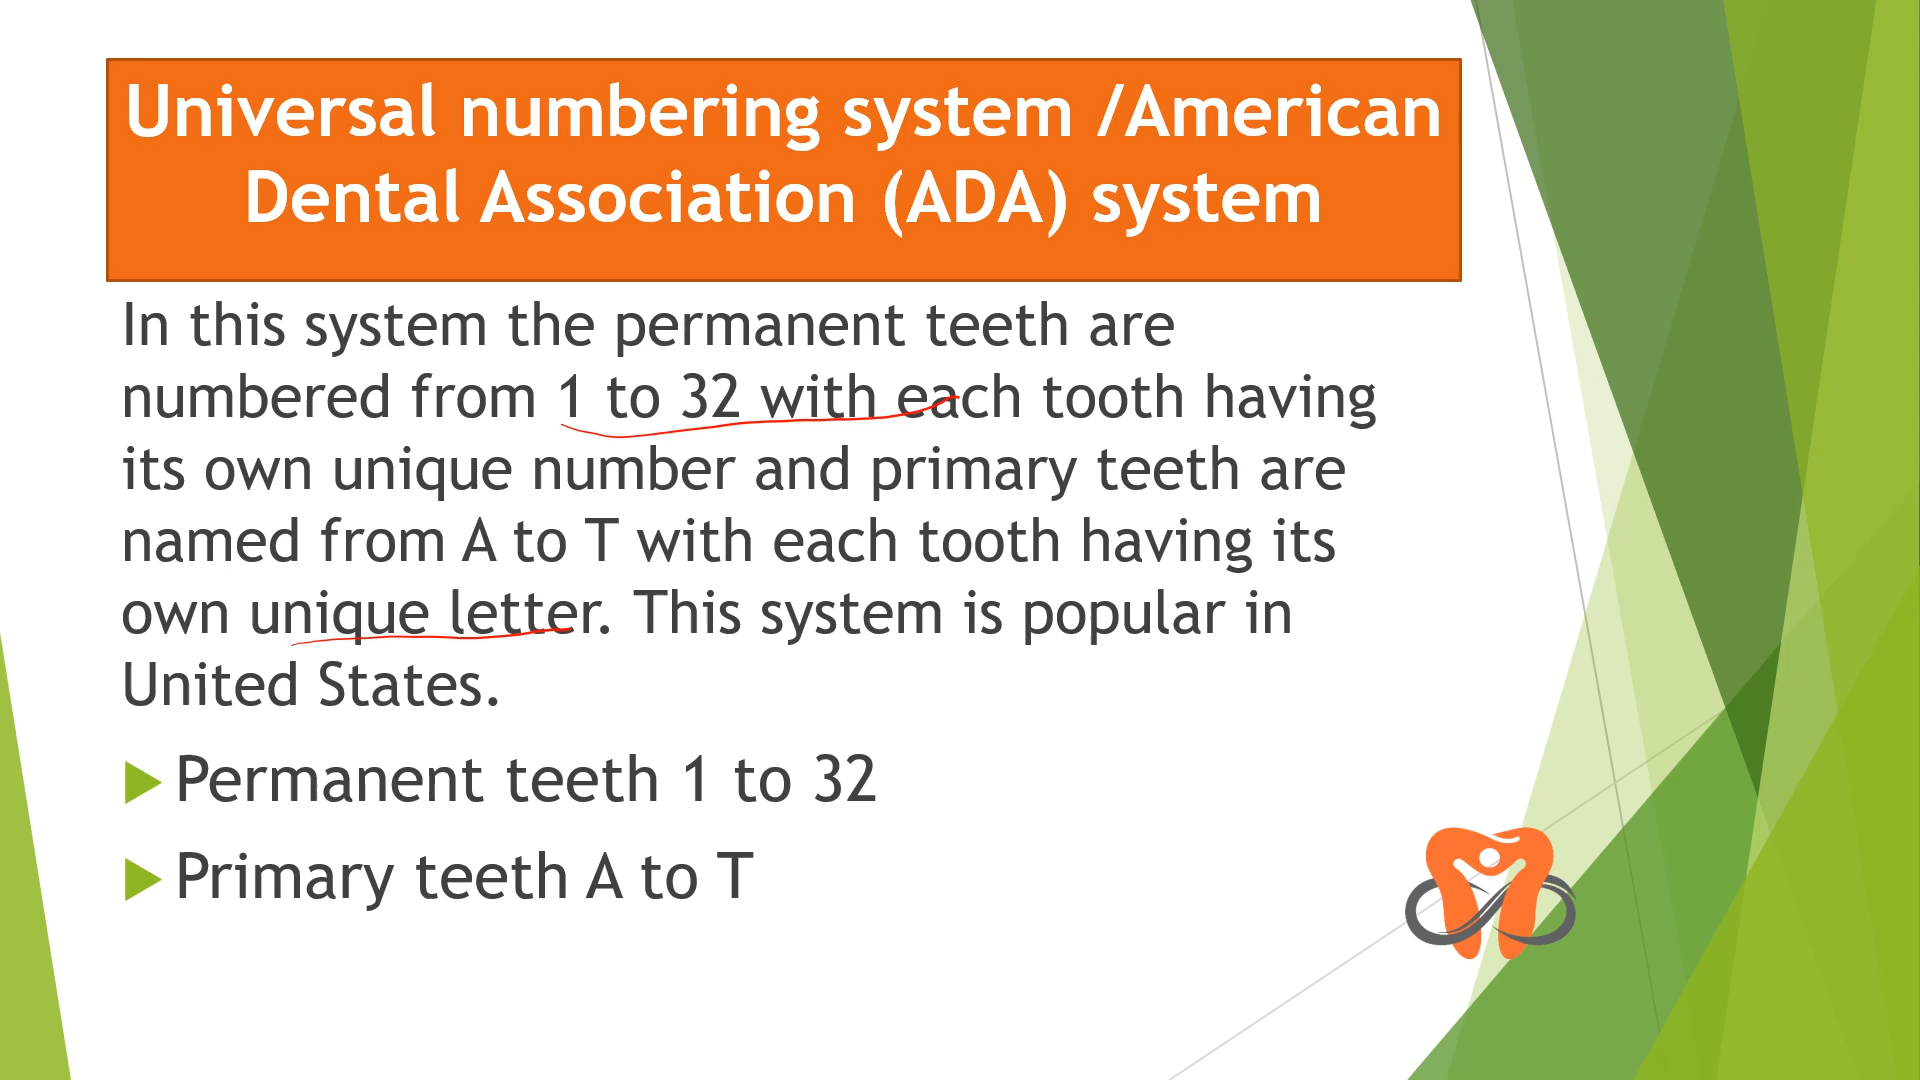 Universal numbering system /American
Dental Association (ADA) system
In this system the permanent teeth are
numbered from 1 to 32 with each tooth having
its own unique number and primary teeth are
named from A to T with each tooth having its
own unique letter. This system is popular in
United States.
Permanent teeth 1 to 32
Primary teeth A to T